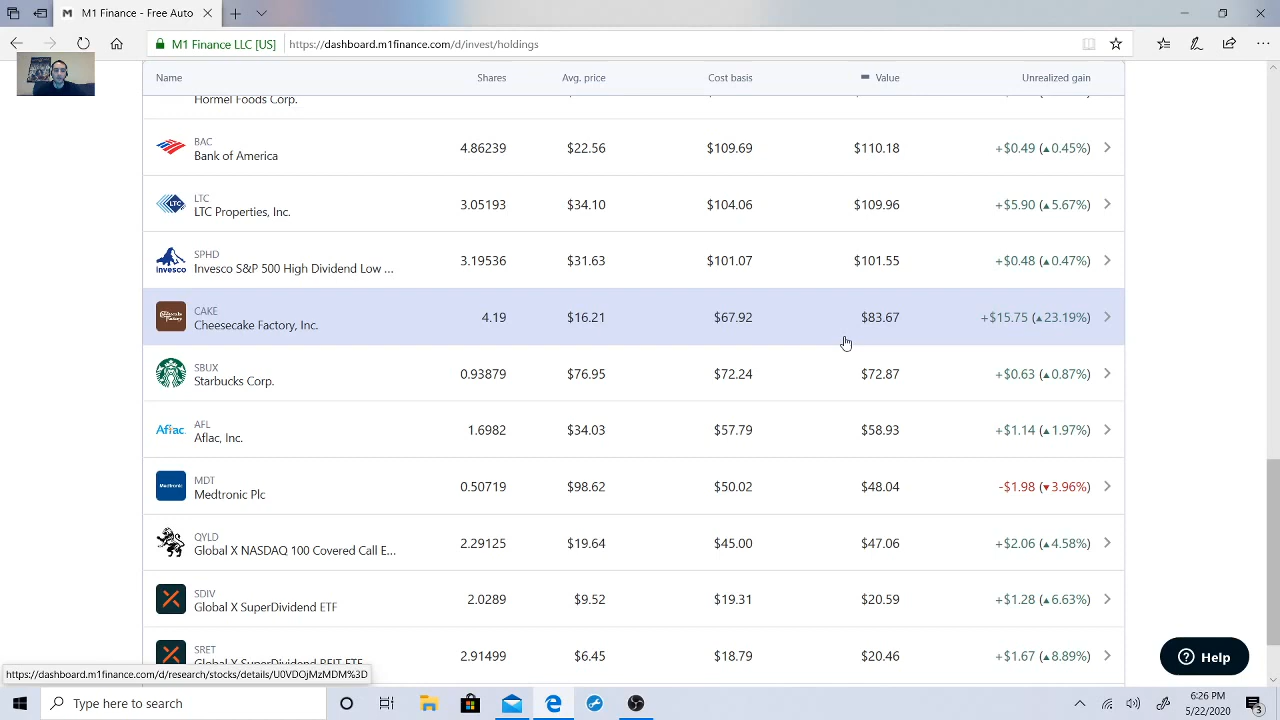 M1 Finance - Free Auto
M1 Finance LLC [US] https://dashboard.m1finance.com/d/invest/holdings
Name Shares Avg. price Cost basis Value Unrealized gain
Hormel Foods Corp.
BAC
Bank of America 4.86239 $22.56 $109.69 $110.18 +$0.49 (▲0.45%)
LTC
LTC
LTC Properties, Inc. 3.05193 $34.10 $104.06 $109.96 +$5.90 (▲5.67%)
SPHD
Invesco
Invesco S&P 500 High Dividend Low ... 3.19536 $31.63 $101.07 $101.55 +$0.48 (▲0.47%)
CAKE
Cheesecake Factory, Inc. 4.19 $16.21 $67.92 $83.67 +$15.75 (▲23.19%)
SBUX
Starbucks Corp. 0.93879 $76.95 $72.24 $72.87 +$0.63 (▲0.87%)
AFL
Aflac
Aflac, Inc. 1.6982 $34.03 $57.79 $58.93 +$1.14 (▲1.97%)
MDT
Medtronic
Medtronic Plc 0.50719 $98.62 $50.02 $48.04 -$1.98 (▼3.96%)
QYLD
Global X NASDAQ 100 Covered Call E... 2.29125 $19.64 $45.00 $47.06 +$2.06 (▲4.58%)
SDIV
Global X SuperDividend ETF 2.0289 $9.52 $19.31 $20.59 +$1.28 (▲6.63%)
SRET
Global X SuperDividend REIT ETF 2.91499 $6.45 $18.79 $20.46 +$1.67 (▲8.89%)
Help
https://dashboard.m1finance.com/d/research/stocks/details/U0VDOjMzMDM%3D
Type here to search
6:26 PM
5/22/2020
3